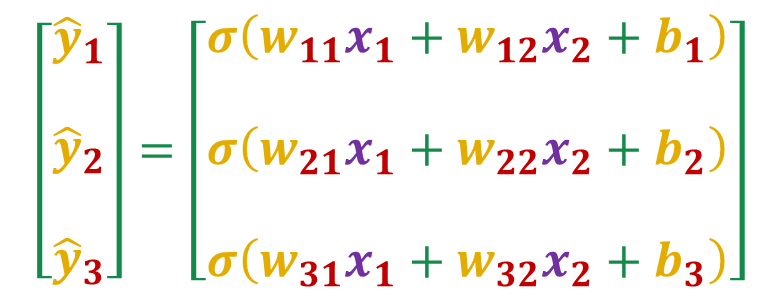 [ŷ₁] = [σ(w₁₁x₁ + w₁₂x₂ + b₁)]
[ŷ₂] = [σ(w₂₁x₁ + w₂₂x₂ + b₂)]
[ŷ₃] = [σ(w₃₁x₁ + w₃₂x₂ + b₃)]